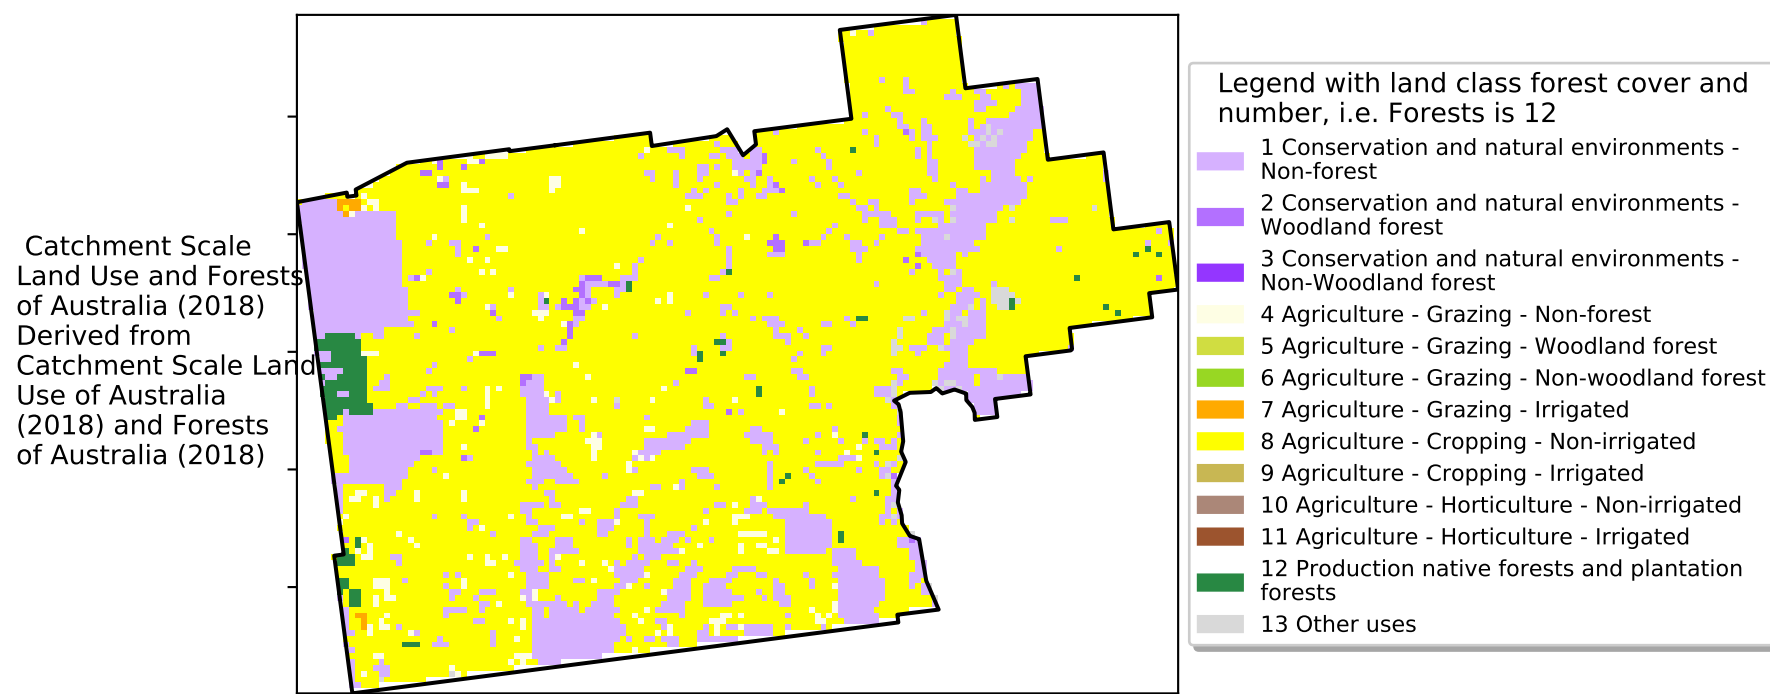 Catchment Scale
Land Use and Forests
of Australia (2018)
Derived from
Catchment Scale Land
Use of Australia
(2018) and Forests
of Australia (2018)
Legend with land class forest cover and
number, i.e. Forests is 12
1 Conservation and natural environments -
Non-forest
2 Conservation and natural environments -
Woodland forest
3 Conservation and natural environments -
Non-Woodland forest
4 Agriculture - Grazing - Non-forest
5 Agriculture - Grazing - Woodland forest
6 Agriculture - Grazing - Non-woodland forest
7 Agriculture - Grazing - Irrigated
8 Agriculture - Cropping - Non-irrigated
9 Agriculture - Cropping - Irrigated
10 Agriculture - Horticulture - Non-irrigated
11 Agriculture - Horticulture - Irrigated
12 Production native forests and plantation
forests
13 Other uses